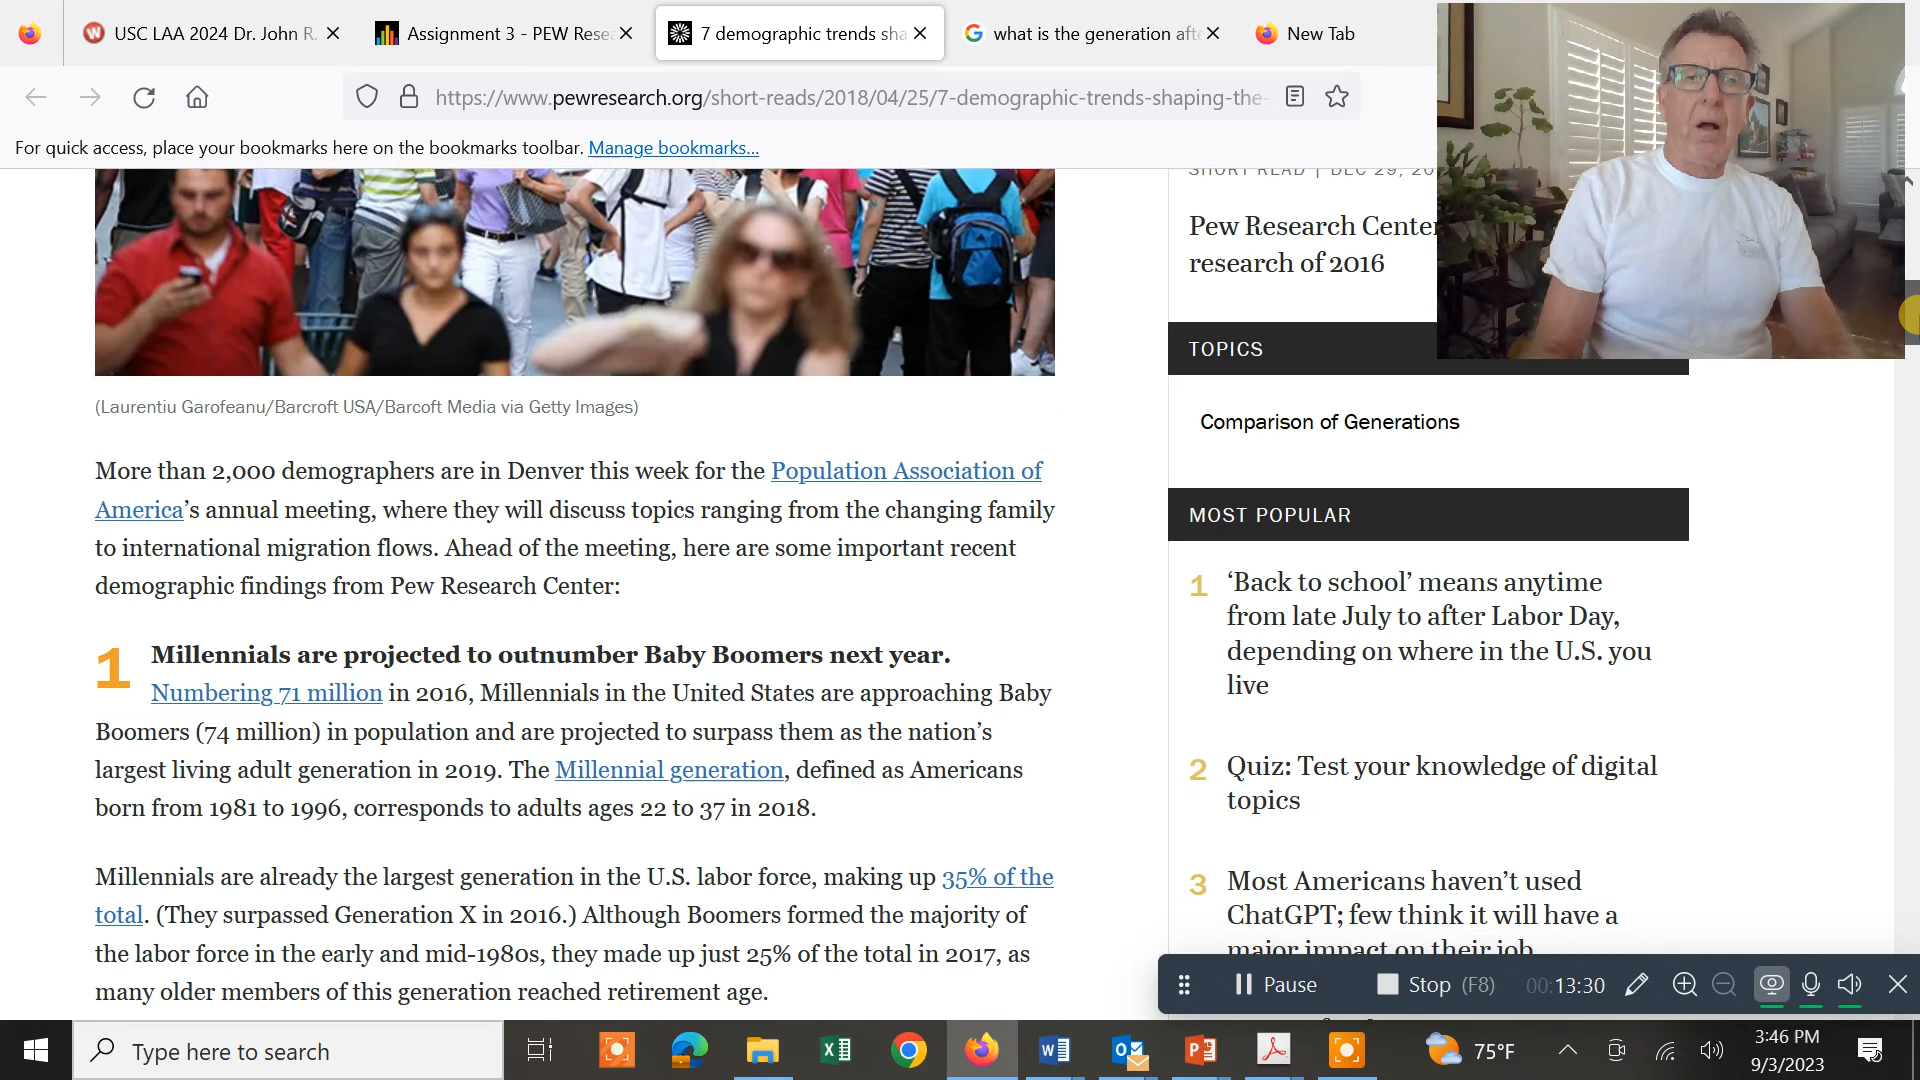 USC LAA 2024 Dr. John R.
Assignment 3 - PEW Rese
7 demographic trends sha
what is the generation aft
New Tab
https://www.pewresearch.org/short-reads/2018/04/25/7-demographic-trends-shaping-the-
For quick access, place your bookmarks here on the bookmarks toolbar. Manage bookmarks...
(Laurentiu Garofeanu/Barcroft USA/Barcoft Media via Getty Images)
More than 2,000 demographers are in Denver this week for the Population Association of
America’s annual meeting, where they will discuss topics ranging from the changing family
to international migration flows. Ahead of the meeting, here are some important recent
demographic findings from Pew Research Center:
1 Millennials are projected to outnumber Baby Boomers next year.
Numbering 71 million in 2016, Millennials in the United States are approaching Baby
Boomers (74 million) in population and are projected to surpass them as the nation’s
largest living adult generation in 2019. The Millennial generation, defined as Americans
born from 1981 to 1996, corresponds to adults ages 22 to 37 in 2018.
Millennials are already the largest generation in the U.S. labor force, making up 35% of the
total. (They surpassed Generation X in 2016.) Although Boomers formed the majority of
the labor force in the early and mid-1980s, they made up just 25% of the total in 2017, as
many older members of this generation reached retirement age.
SHORT READ | DEC 29, 20
Pew Research Center
research of 2016
TOPICS
Comparison of Generations
MOST POPULAR
1 ‘Back to school’ means anytime
from late July to after Labor Day,
depending on where in the U.S. you
live
2 Quiz: Test your knowledge of digital
topics
3 Most Americans haven’t used
ChatGPT; few think it will have a
major impact on their job
Pause
Stop (F8)
00:13:30
Type here to search
75°F
3:46 PM
9/3/2023